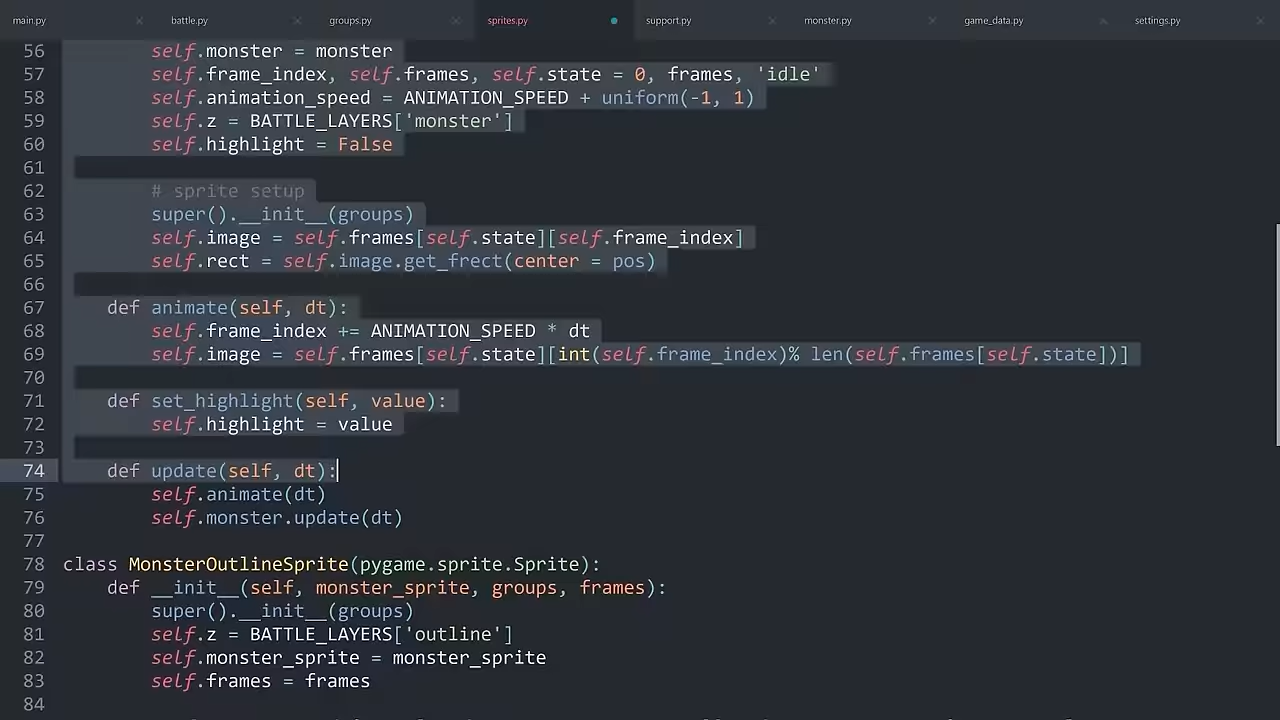 main.py battle.py groups.py sprites.py support.py monster.py game_data.py settings.py
56 self.monster = monster
57 self.frame_index, self.frames, self.state = 0, frames, 'idle'
58 self.animation_speed = ANIMATION_SPEED + uniform(-1, 1)
59 self.z = BATTLE_LAYERS['monster']
60 self.highlight = False
61
62 # sprite setup
63 super().__init__(groups)
64 self.image = self.frames[self.state][self.frame_index]
65 self.rect = self.image.get_frect(center = pos)
66
67 def animate(self, dt):
68 self.frame_index += ANIMATION_SPEED * dt
69 self.image = self.frames[self.state][int(self.frame_index)% len(self.frames[self.state])]
70
71 def set_highlight(self, value):
72 self.highlight = value
73
74 def update(self, dt):
75 self.animate(dt)
76 self.monster.update(dt)
77
78 class MonsterOutlineSprite(pygame.sprite.Sprite):
79 def __init__(self, monster_sprite, groups, frames):
80 super().__init__(groups)
81 self.z = BATTLE_LAYERS['outline']
82 self.monster_sprite = monster_sprite
83 self.frames = frames
84